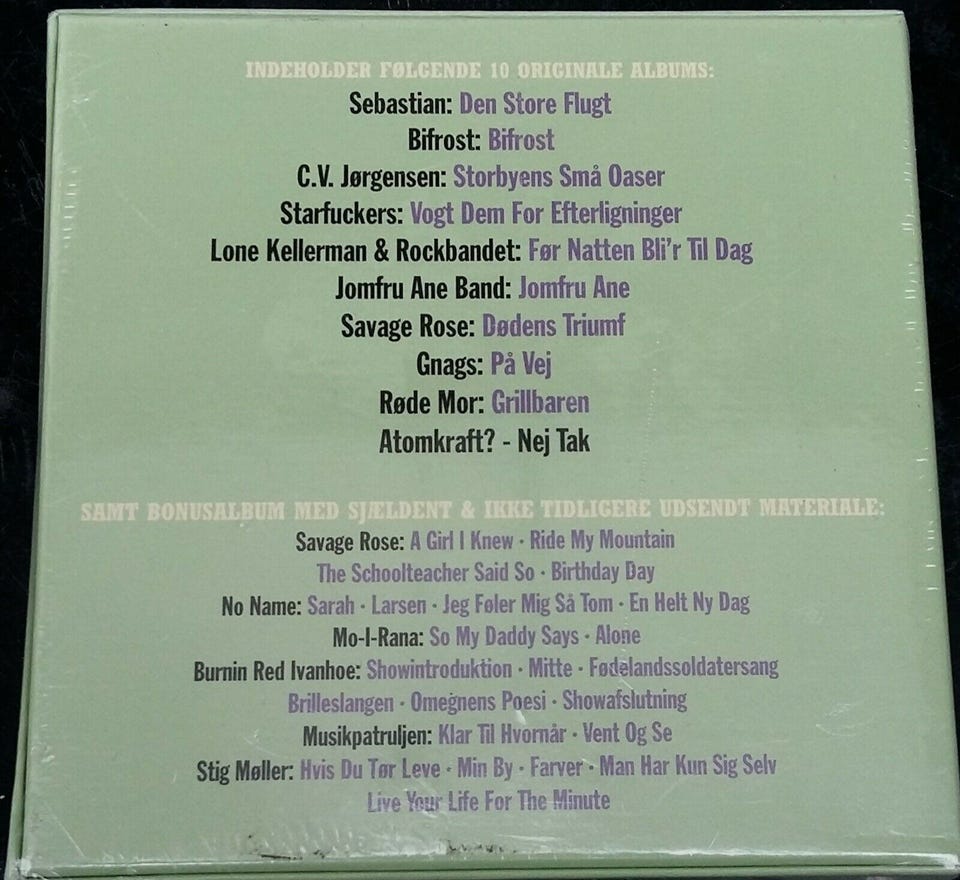 INDEHOLDER FØLGENDE 10 ORIGINALE ALBUMS:
Sebastian: Den Store Flugt
Bifrost: Bifrost
C.V. Jørgensen: Storbyens Små Oaser
Starfuckers: Vogt Dem For Efterligninger
Lone Kellerman & Rockbandet: Før Natten Bli'r Til Dag
Jomfru Ane Band: Jomfru Ane
Savage Rose: Dødens Triumf
Gnags: På Vej
Røde Mor: Grillbaren
Atomkraft? - Nej Tak
SAMT BONUSALBUM MED SJÆLDENT & IKKE TIDLIGERE UDSENDT MATERIALE:
Savage Rose: A Girl I Knew · Ride My Mountain
The Schoolteacher Said So · Birthday Day
No Name: Sarah · Larsen · Jeg Føler Mig Så Tom · En Helt Ny Dag
Mo-I-Rana: So My Daddy Says · Alone
Burnin Red Ivanhoe: Showintroduktion · Mitte · Fødelandssoldatersang
Brilleslangen · Omegnens Poesi · Showafslutning
Musikpatruljen: Klar Til Hvornår · Vent Og Se
Stig Møller: Hvis Du Tør Leve · Min By · Farver · Man Har Kun Sig Selv
Live Your Life For The Minute